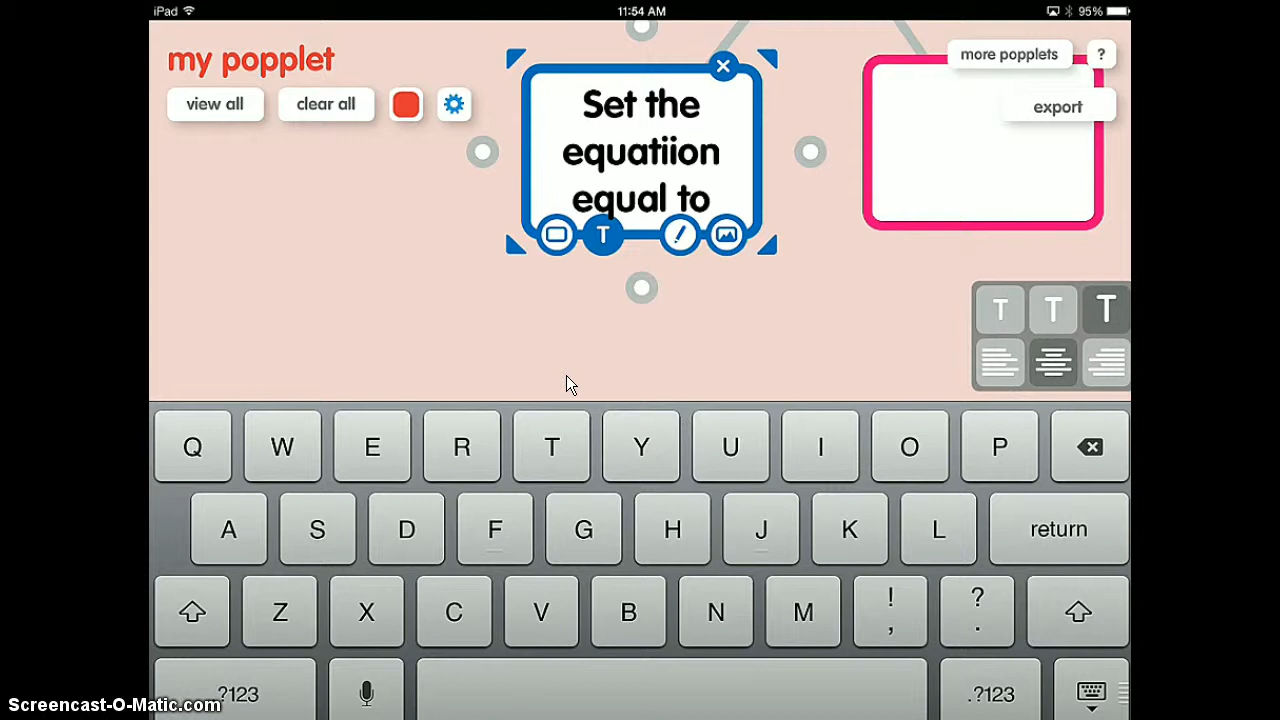 iPad 11:54 AM 95%
my popplet
more popplets ?
view all clear all
export
Set the
equatiion
equal to
T
T T T
Q W E R T Y U I O P
A S D F G H J K L return
Z X C V B N M ! , ? .
.?123 .?123
Screencast-O-Matic.com